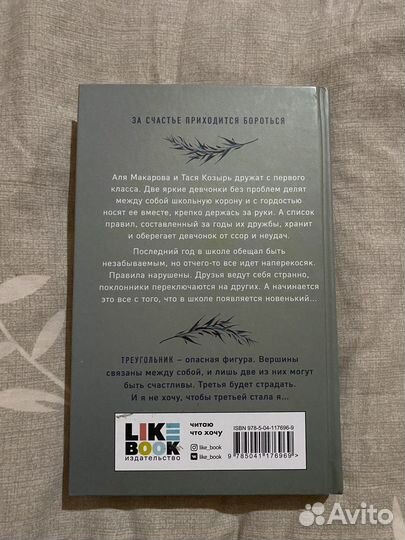 ЗА СЧАСТЬЕ ПРИХОДИТСЯ БОРОТЬСЯ
Аля Макарова и Тася Козырь дружат с первого
класса. Две яркие девчонки без проблем делят
между собой школьную корону и с гордостью
носят ее вместе, крепко держась за руки. А список
правил, составленный за годы их дружбы, хранит
и оберегает девчонок от ссор и неудач.
Последний год в школе обещал быть
незабываемым, но отчего-то все идет наперекосяк.
Правила нарушены. Друзья ведут себя странно,
поклонники переключаются на других. А начинается
это все с того, что в школе появляется новенький...
ТРЕУГОЛЬНИК – опасная фигура. Вершины
связаны между собой, и лишь две из них могут
быть счастливы. Третья будет страдать.
И я не хочу, чтобы третьей стала я...
LIKE
BOOK
издательство
читаю
что хочу
like_book
like_book
ISBN 978-5-04-117696-9
9 785041 176969 >
Avito